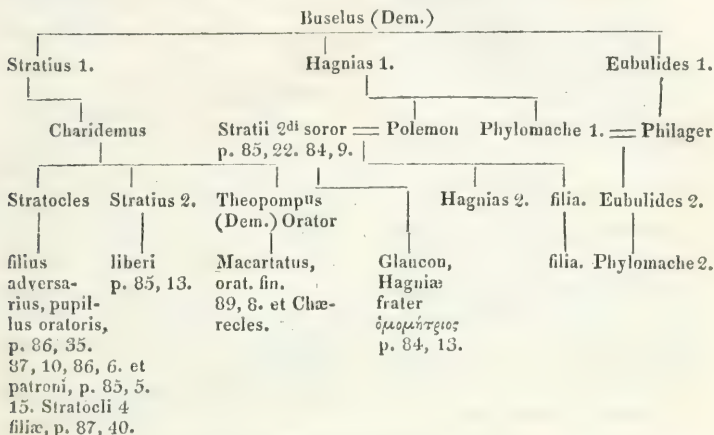 Buselus (Dem.)
Stratius 1. Hagnias 1. Eubulides 1.
Charidemus Stratii 2di soror = Polemon Phylomache 1. = Philager
p. 85, 22. 84, 9.
Stratocles Stratius 2. Theopompus Hagnias 2. filia. Eubulides 2.
(Dem.) Orator
filius liberi Macartatus, Glaucon, filia. Phylomache 2.
adversa- p. 85, 13. orat. fin. Hagniæ
rius, pupil- 89, 8. et Chæ- frater
lus oratoris, recles. ὁμομήτριος
p. 86, 35. p. 84, 13.
87, 10, 86, 6. et
patroni, p. 85, 5.
15. Stratocli 4
filiæ, p. 87, 40.